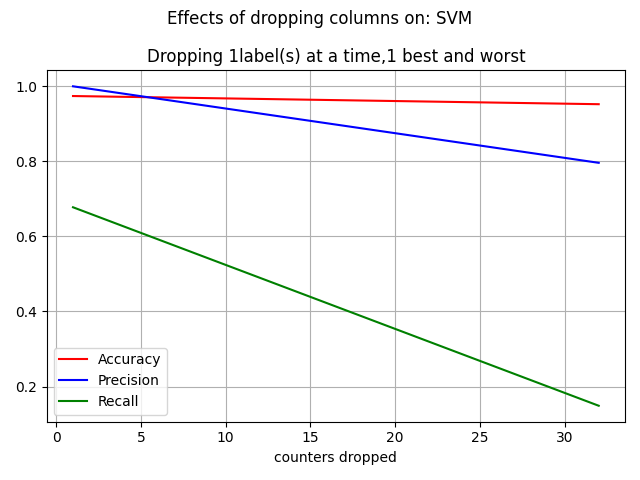 Effects of dropping columns on: SVM
Dropping 1label(s) at a time,1 best and worst
1.0
0.8
0.6
0.4
0.2
Accuracy
Precision
Recall
0 5 10 15 20 25 30
counters dropped